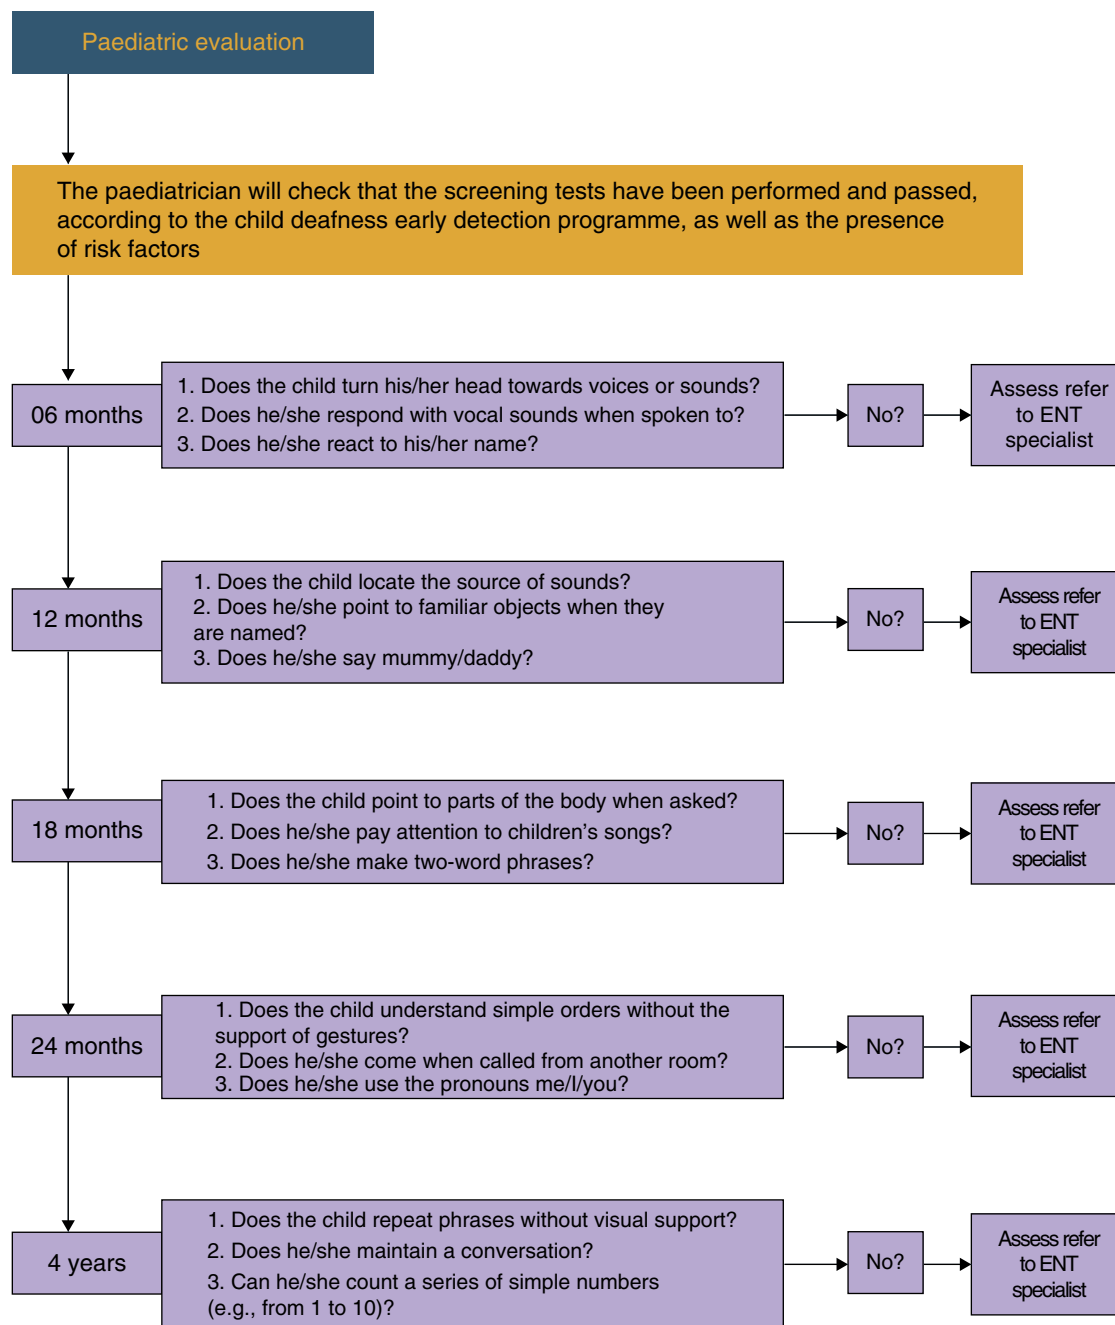 Paediatric evaluation
The paediatrician will check that the screening tests have been performed and passed,
according to the child deafness early detection programme, as well as the presence
of risk factors
06 months
1. Does the child turn his/her head towards voices or sounds?
2. Does he/she respond with vocal sounds when spoken to?
3. Does he/she react to his/her name?
No?
Assess refer
to ENT
specialist
12 months
1. Does the child locate the source of sounds?
2. Does he/she point to familiar objects when they
are named?
3. Does he/she say mummy/daddy?
No?
Assess refer
to ENT
specialist
18 months
1. Does the child point to parts of the body when asked?
2. Does he/she pay attention to children's songs?
3. Does he/she make two-word phrases?
No?
Assess refer
to ENT
specialist
24 months
1. Does the child understand simple orders without the
support of gestures?
2. Does he/she come when called from another room?
3. Does he/she use the pronouns me/I/you?
No?
Assess refer
to ENT
specialist
4 years
1. Does the child repeat phrases without visual support?
2. Does he/she maintain a conversation?
3. Can he/she count a series of simple numbers
(e.g., from 1 to 10)?
No?
Assess refer
to ENT
specialist